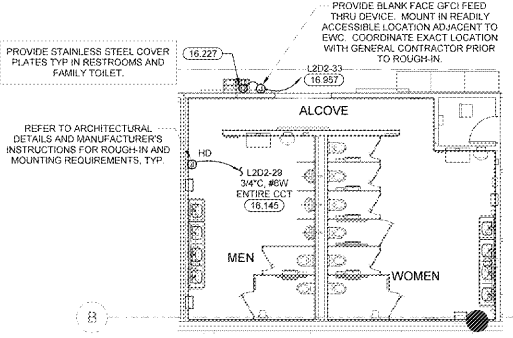 PROVIDE BLANK FACE GFCI FEED
THRU DEVICE. MOUNT IN READILY
ACCESSIBLE LOCATION ADJACENT TO
EWC. COORDINATE EXACT LOCATION
WITH GENERAL CONTRACTOR PRIOR
TO ROUGH-IN.
PROVIDE STAINLESS STEEL COVER
PLATES TYP IN RESTROOMS AND
FAMILY TOILET.
16.227
L2D2-33
16.987
ALCOVE
REFER TO ARCHITECTURAL
DETAILS AND MANUFACTURER'S
INSTRUCTIONS FOR ROUGH-IN AND
MOUNTING REQUIREMENTS, TYP.
HD
L2D2-29
3/4"C, #6W
ENTIRE CCT
16.145
MEN
WOMEN
B